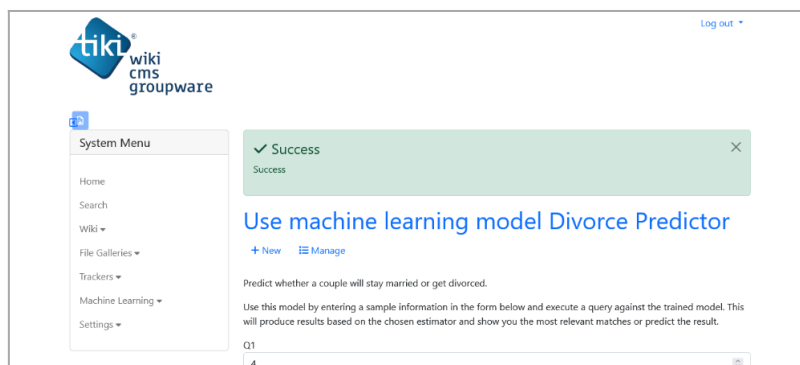 Log out
tiki®
wiki
cms
groupware
System Menu
Home
Search
Wiki
File Galleries
Trackers
Machine Learning
Settings
Success
Success
Use machine learning model Divorce Predictor
New Manage
Predict whether a couple will stay married or get divorced.
Use this model by entering a sample information in the form below and execute a query against the trained model. This
will produce results based on the chosen estimator and show you the most relevant matches or predict the result.
Q1
4